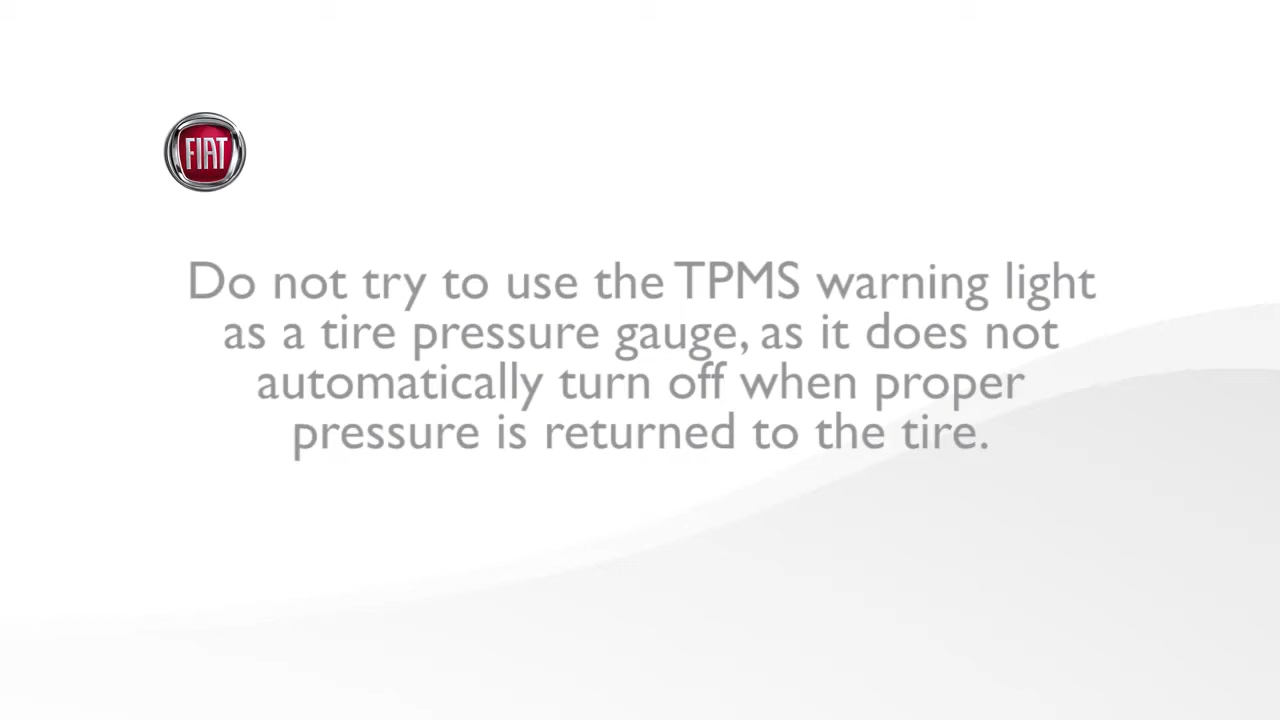 FIAT
Do not try to use the TPMS warning light
as a tire pressure gauge, as it does not
automatically turn off when proper
pressure is returned to the tire.